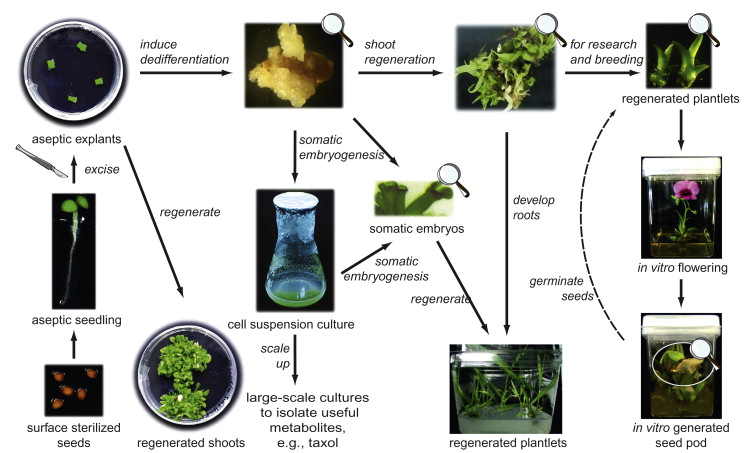 induce
dedifferentiation
shoot
regeneration
for research
and breeding
aseptic explants
regenerated plantlets
excise
somatic
embryogenesis
regenerate
develop
roots
somatic embryos
in vitro flowering
aseptic seedling
cell suspension culture
somatic
embryogenesis
regenerate
germinate
seeds
scale
up
surface sterilized
seeds
regenerated shoots
large-scale cultures
to isolate useful
metabolites,
e.g., taxol
regenerated plantlets
in vitro generated
seed pod